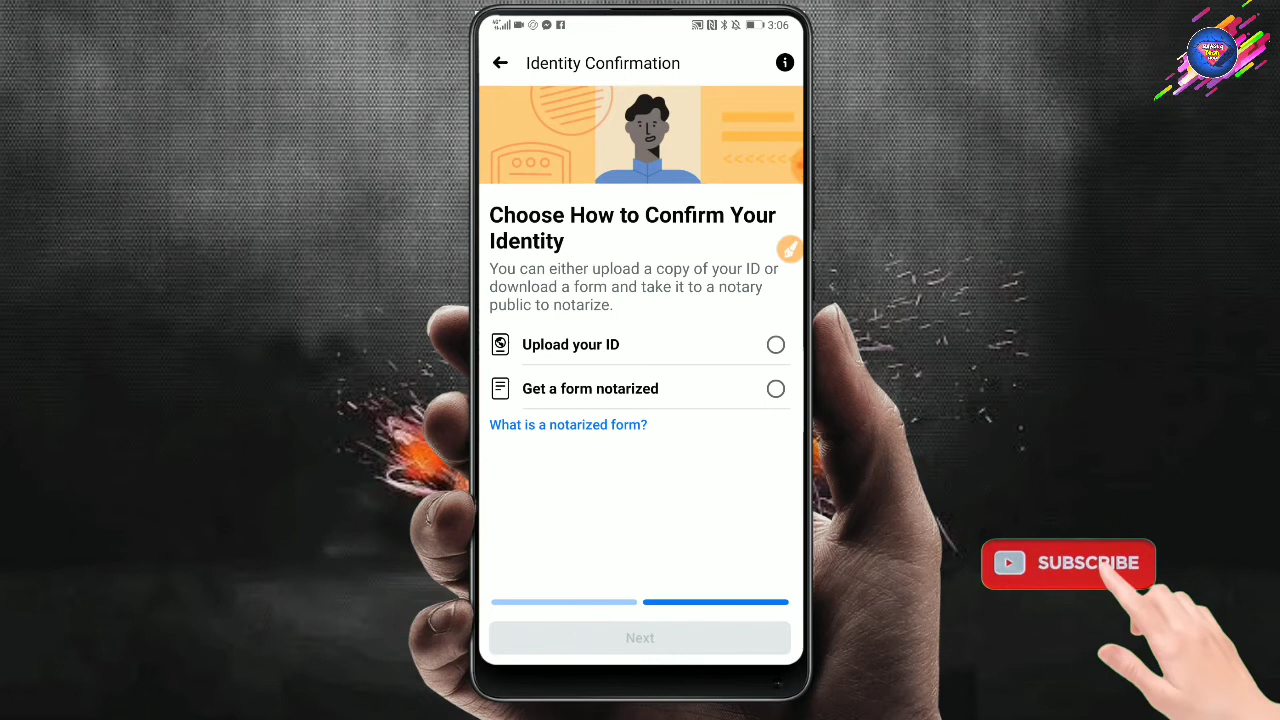 3:06
Identity Confirmation
Choose How to Confirm Your
Identity
You can either upload a copy of your ID or
download a form and take it to a notary
public to notarize.
Upload your ID
Get a form notarized
What is a notarized form?
Next
SUBSCRIBE